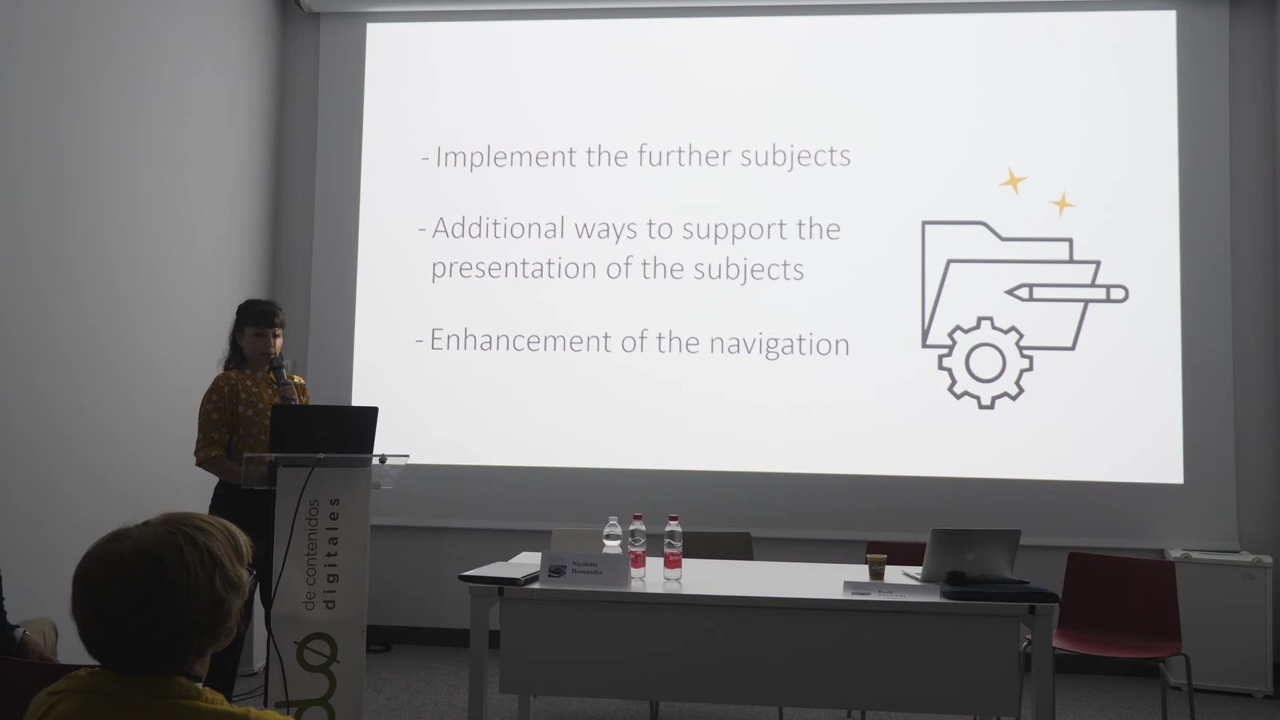 - Implement the further subjects
- Additional ways to support the
presentation of the subjects
- Enhancement of the navigation
de contenidos
digitales
Nicoletta